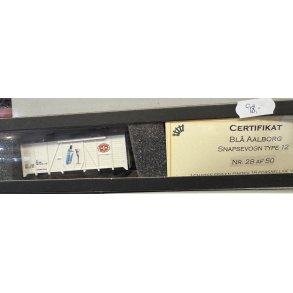 98,-
CERTIFIKAT
BLÅ AALBORG
SNAPSEVOGN TYPE 12
NR. 28 AF 50